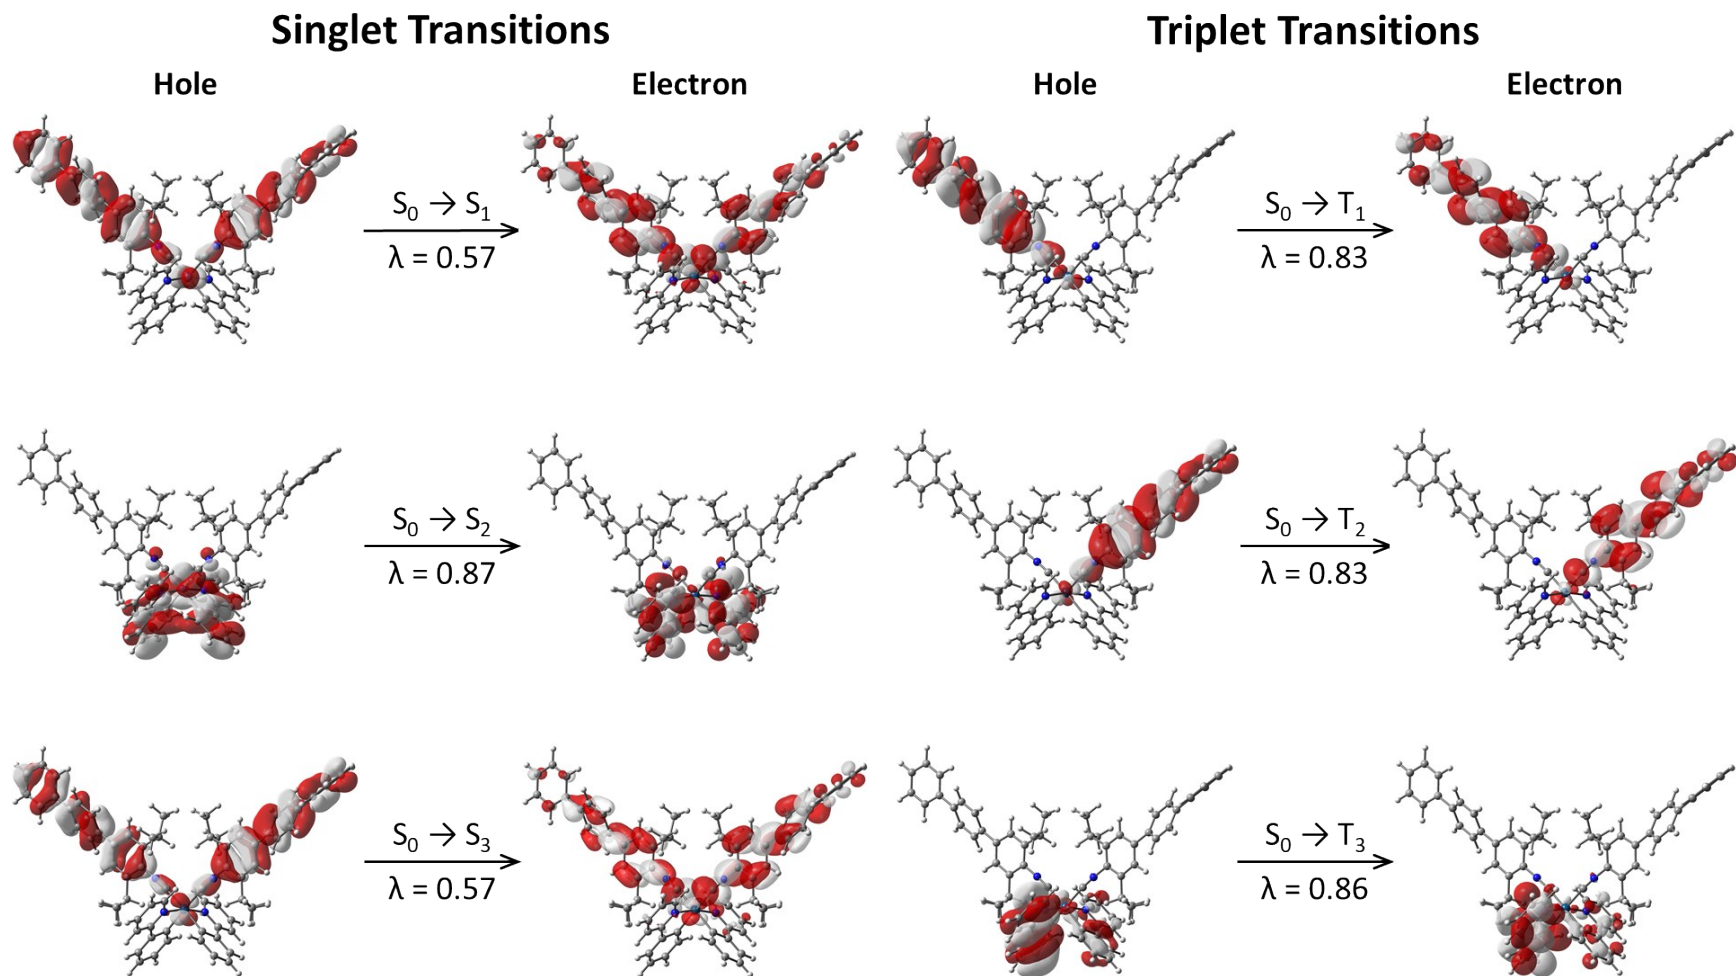 Singlet Transitions
Triplet Transitions
Hole
Electron
Hole
Electron
S₀ → S₁
λ = 0.57
S₀ → T₁
λ = 0.83
S₀ → S₂
λ = 0.87
S₀ → T₂
λ = 0.83
S₀ → S₃
λ = 0.57
S₀ → T₃
λ = 0.86